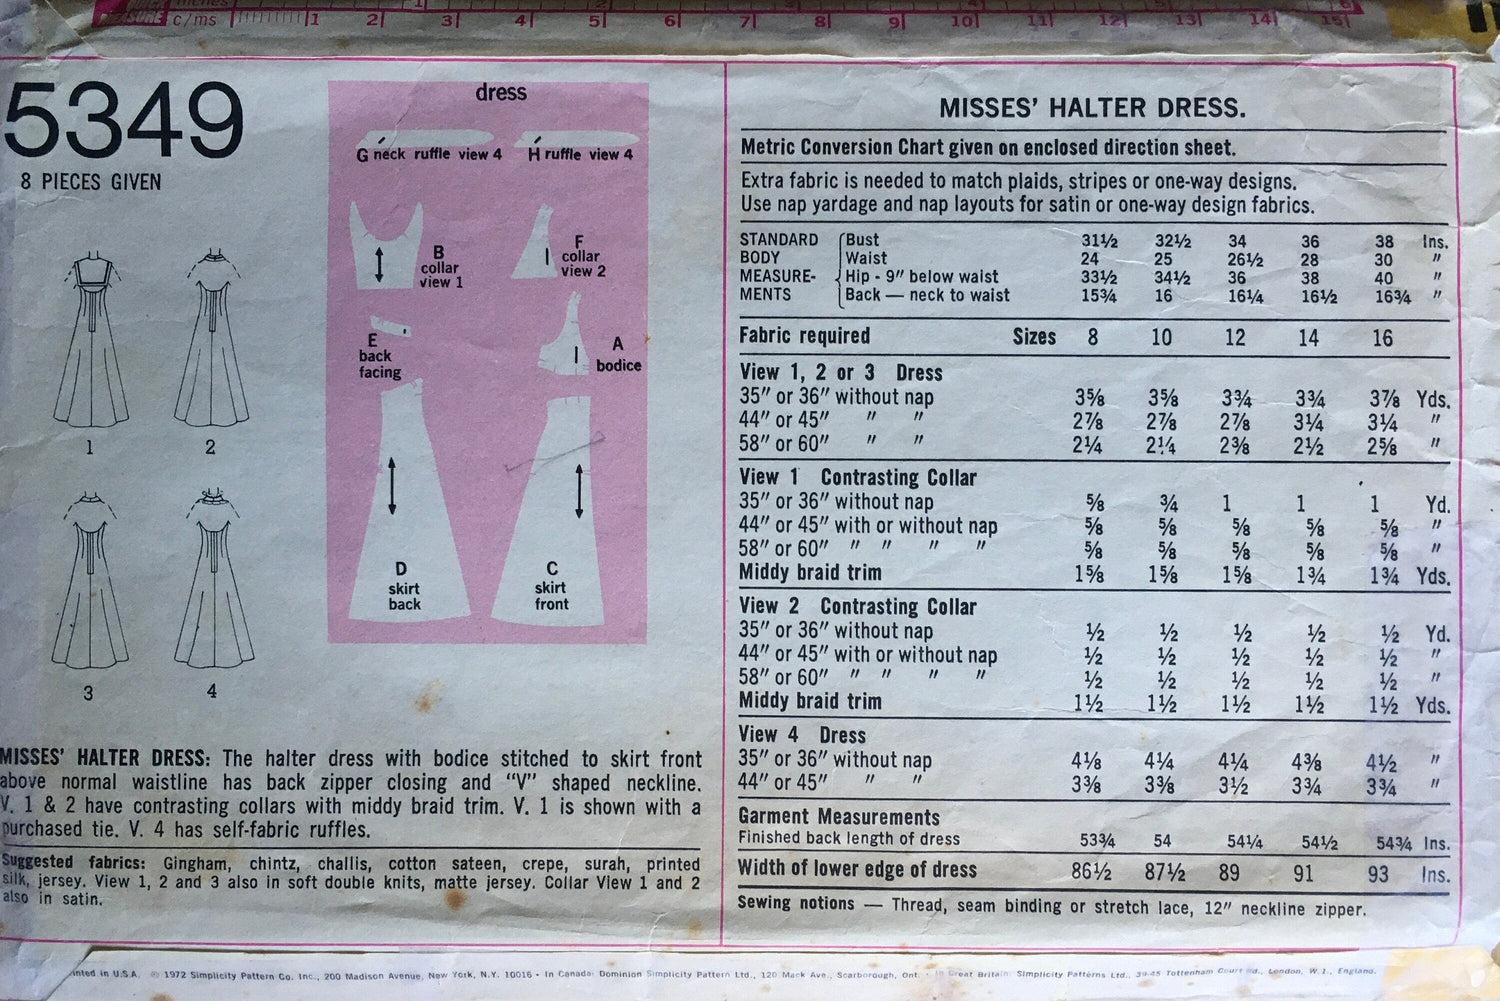 inches 1 2 5 6
MEASURE c/ms 1 2 3 4 5 6 7 8 9 10 11 12 13 14 15
5349
8 PIECES GIVEN
1
2
3
4
dress
G neck ruffle view 4
H ruffle view 4
B
collar
view 1
F
collar
view 2
E
back
facing
A
bodice
D
skirt
back
C
skirt
front
MISSES' HALTER DRESS: The halter dress with bodice stitched to skirt front
above normal waistline has back zipper closing and "V" shaped neckline.
V. 1 & 2 have contrasting collars with middy braid trim. V. 1 is shown with a
purchased tie. V. 4 has self-fabric ruffles.
Suggested fabrics: Gingham, chintz, challis, cotton sateen, crepe, surah, printed
silk, jersey. View 1, 2 and 3 also in soft double knits, matte jersey. Collar View 1 and 2
also in satin.
MISSES' HALTER DRESS.
Metric Conversion Chart given on enclosed direction sheet.
Extra fabric is needed to match plaids, stripes or one-way designs.
Use nap yardage and nap layouts for satin or one-way design fabrics.
STANDARD Bust 31½ 32½ 34 36 38 Ins.
BODY Waist 24 25 26½ 28 30 "
MEASURE- Hip - 9" below waist 33½ 34½ 36 38 40 "
MENTS Back — neck to waist 15¾ 16 16¼ 16½ 16¾ "
Fabric required Sizes 8 10 12 14 16
View 1, 2 or 3 Dress
35" or 36" without nap 3⅝ 3⅝ 3¾ 3¾ 3⅞ Yds.
44" or 45" " " 2⅞ 2⅞ 2⅞ 3¼ 3¼ "
58" or 60" " " 2¼ 2¼ 2⅜ 2½ 2⅝ "
View 1 Contrasting Collar
35" or 36" without nap ⅝ ¾ 1 1 1 Yd.
44" or 45" with or without nap ⅝ ⅝ ⅝ ⅝ ⅝ "
58" or 60" " " " " ⅝ ⅝ ⅝ ⅝ ⅝ "
Middy braid trim 1⅝ 1⅝ 1⅝ 1¾ 1¾ Yds.
View 2 Contrasting Collar
35" or 36" without nap ½ ½ ½ ½ ½ Yd.
44" or 45" with or without nap ½ ½ ½ ½ ½ "
58" or 60" " " " " ½ ½ ½ ½ ½ "
Middy braid trim 1½ 1½ 1½ 1½ 1½ Yds.
View 4 Dress
35" or 36" without nap 4⅛ 4¼ 4¼ 4⅜ 4½ "
44" or 45" " " 3⅜ 3⅜ 3½ 3¾ 3¾ "
Garment Measurements
Finished back length of dress 53¾ 54 54¼ 54½ 54¾ Ins.
Width of lower edge of dress 86½ 87½ 89 91 93 Ins.
Sewing notions — Thread, seam binding or stretch lace, 12" neckline zipper.
inted in U.S.A. © 1972 Simplicity Pattern Co. Inc., 200 Madison Avenue, New York, N.Y. 10016 - In Canada: Dominion Simplicity Pattern Ltd., 120 Mack Ave., Scarborough, Ont. - In Great Britain: Simplicity Patterns Ltd., 39-45 Tottenham Court Rd., London, W.1., England.